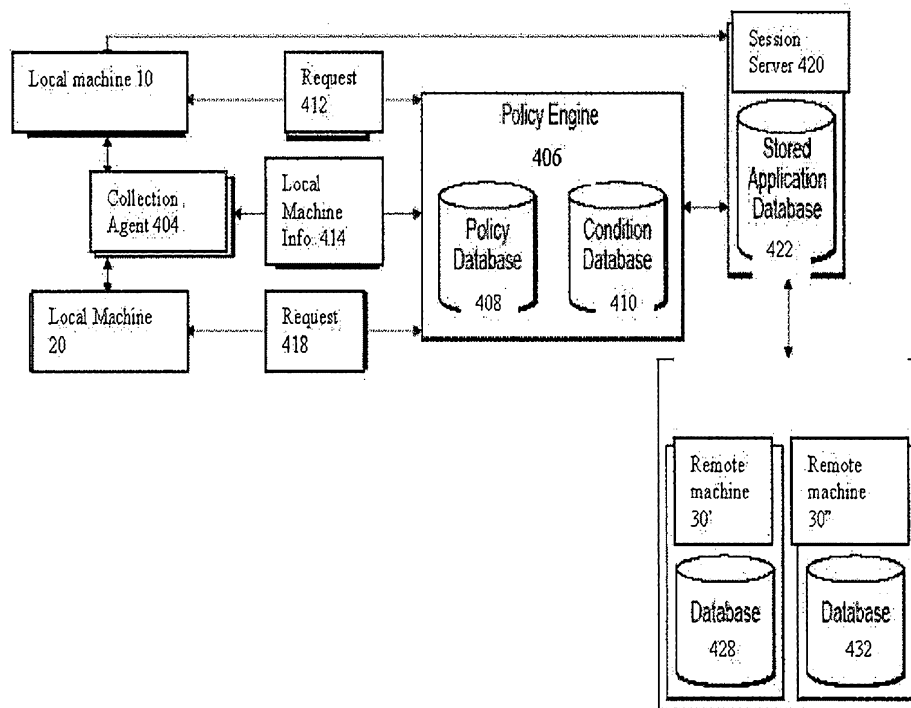 Session
Server 420
Local machine 10
Request
412
Policy Engine
406
Stored
Application
Database
422
Collection
Agent 404
Local
Machine
Info. 414
Policy
Database
408
Condition
Database
410
Local Machine
20
Request
418
Remote
machine
30'
Remote
machine
30"
Database
428
Database
432